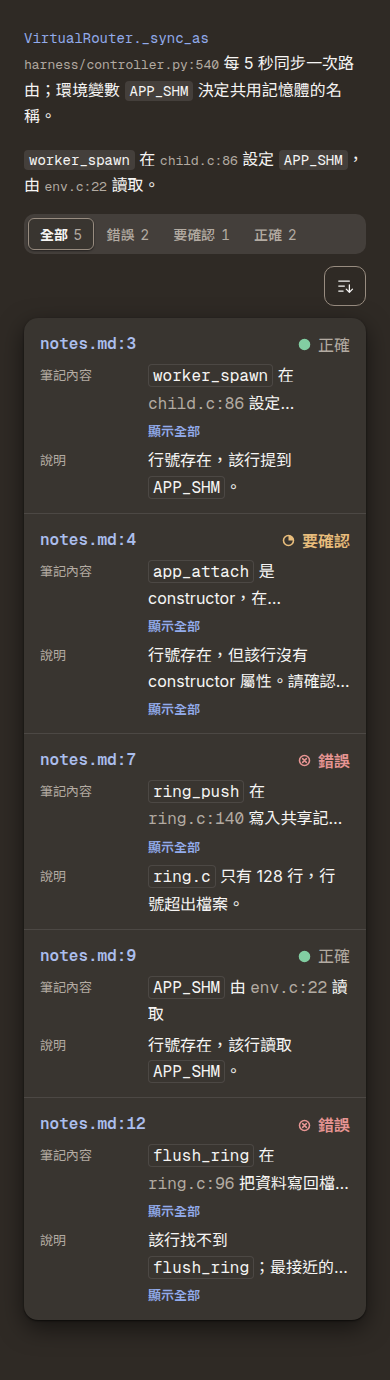 VirtualRouter._sync_as
harness/controller.py:540 每 5 秒同步一次路
由；環境變數 APP_SHM 決定共用記憶體的名
稱。
worker_spawn 在 child.c:86 設定 APP_SHM，
由 env.c:22 讀取。
全部 5 錯誤 2 要確認 1 正確 2
notes.md:3 正確
筆記內容 worker_spawn 在
child.c:86 設定…
顯示全部
說明 行號存在，該行提到
APP_SHM。
notes.md:4 要確認
筆記內容 app_attach 是
constructor，在…
顯示全部
說明 行號存在，但該行沒有
constructor 屬性。請確認…
顯示全部
notes.md:7 錯誤
筆記內容 ring_push 在
ring.c:140 寫入共享記…
顯示全部
說明 ring.c 只有 128 行，行
號超出檔案。
notes.md:9 正確
筆記內容 APP_SHM 由 env.c:22 讀
取
說明 行號存在，該行讀取
APP_SHM。
notes.md:12 錯誤
筆記內容 flush_ring 在
ring.c:96 把資料寫回檔…
顯示全部
說明 該行找不到
flush_ring；最接近的…
顯示全部